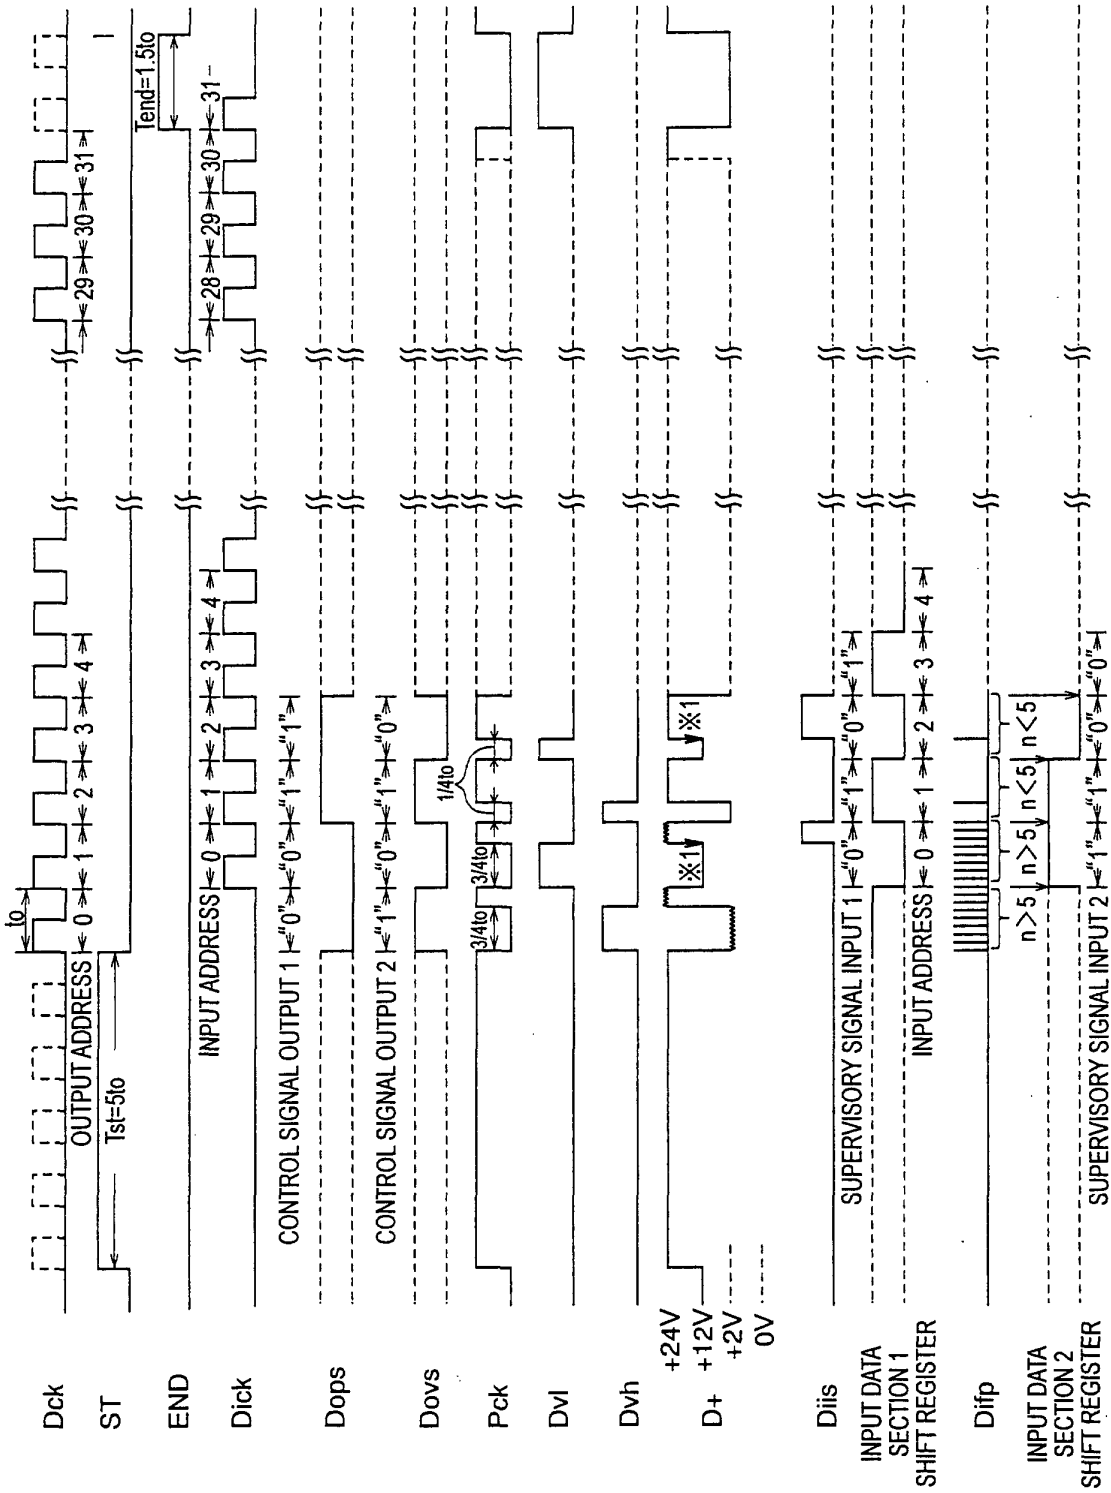 Dck
to
OUTPUT ADDRESS 0 1 2 3 4 29 30 31
ST
Tst=5to
END
Tend=1.5to
INPUT ADDRESS 0 1 2 3 4 28 29 30 31
Dick
CONTROL SIGNAL OUTPUT 1 "0" "0" "1" "1"
Dops
CONTROL SIGNAL OUTPUT 2 "1" "0" "1" "0"
Dovs
3/4to 3/4to 1/4to
Pck
Dvl
Dvh
+24V
+12V
+2V
0V
D+
※1 ※1
Diis
SUPERVISORY SIGNAL INPUT 1 "0" "1" "0" "1"
INPUT DATA
SECTION 1
SHIFT REGISTER
INPUT ADDRESS 0 1 2 3 4
Difp
n>5 n>5 n<5 n<5
INPUT DATA
SECTION 2
SHIFT REGISTER
SUPERVISORY SIGNAL INPUT 2 "1" "1" "0" "0"